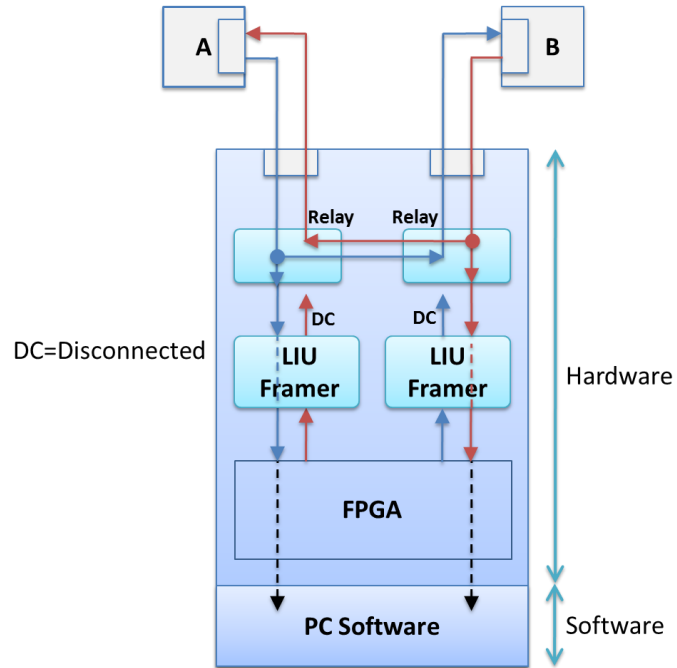 A
B
Relay
Relay
DC
DC
DC=Disconnected
LIU
Framer
LIU
Framer
Hardware
FPGA
PC Software
Software